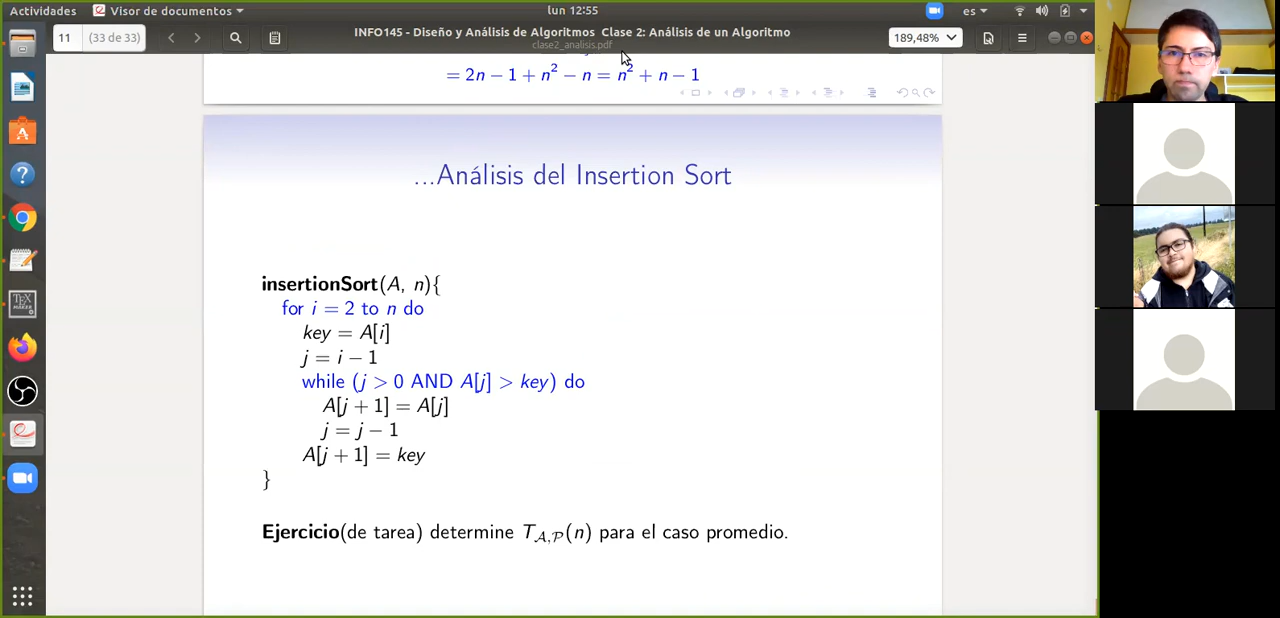 Actividades Visor de documentos lun 12:55 es
11 (33 de 33) INFO145 - Diseño y Análisis de Algoritmos Clase 2: Análisis de un Algoritmo 189,48%
clase2_analisis.pdf
= 2n − 1 + n² − n = n² + n − 1
...Análisis del Insertion Sort
insertionSort(A, n){
for i = 2 to n do
key = A[i]
j = i − 1
while (j > 0 AND A[j] > key) do
A[j + 1] = A[j]
j = j − 1
A[j + 1] = key
}
Ejercicio(de tarea) determine T_{A,P}(n) para el caso promedio.